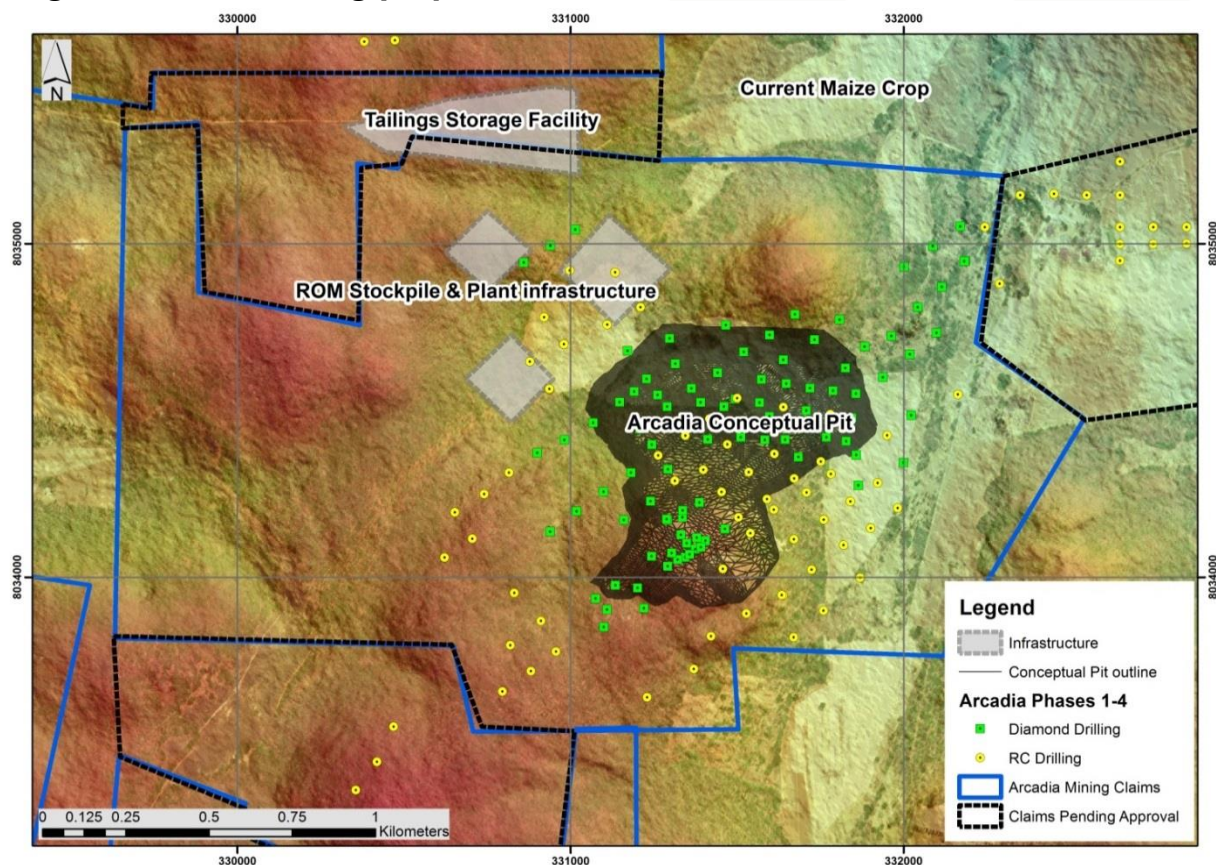 330000
331000
332000
N
Current Maize Crop
Tailings Storage Facility
8035000
8035000
ROM Stockpile & Plant infrastructure
Arcadia Conceptual Pit
8034000
8034000
Legend
Infrastructure
Conceptual Pit outline
Arcadia Phases 1-4
Diamond Drilling
RC Drilling
Arcadia Mining Claims
Claims Pending Approval
0 0.125 0.25 0.5 0.75 1
Kilometers
330000
331000
332000